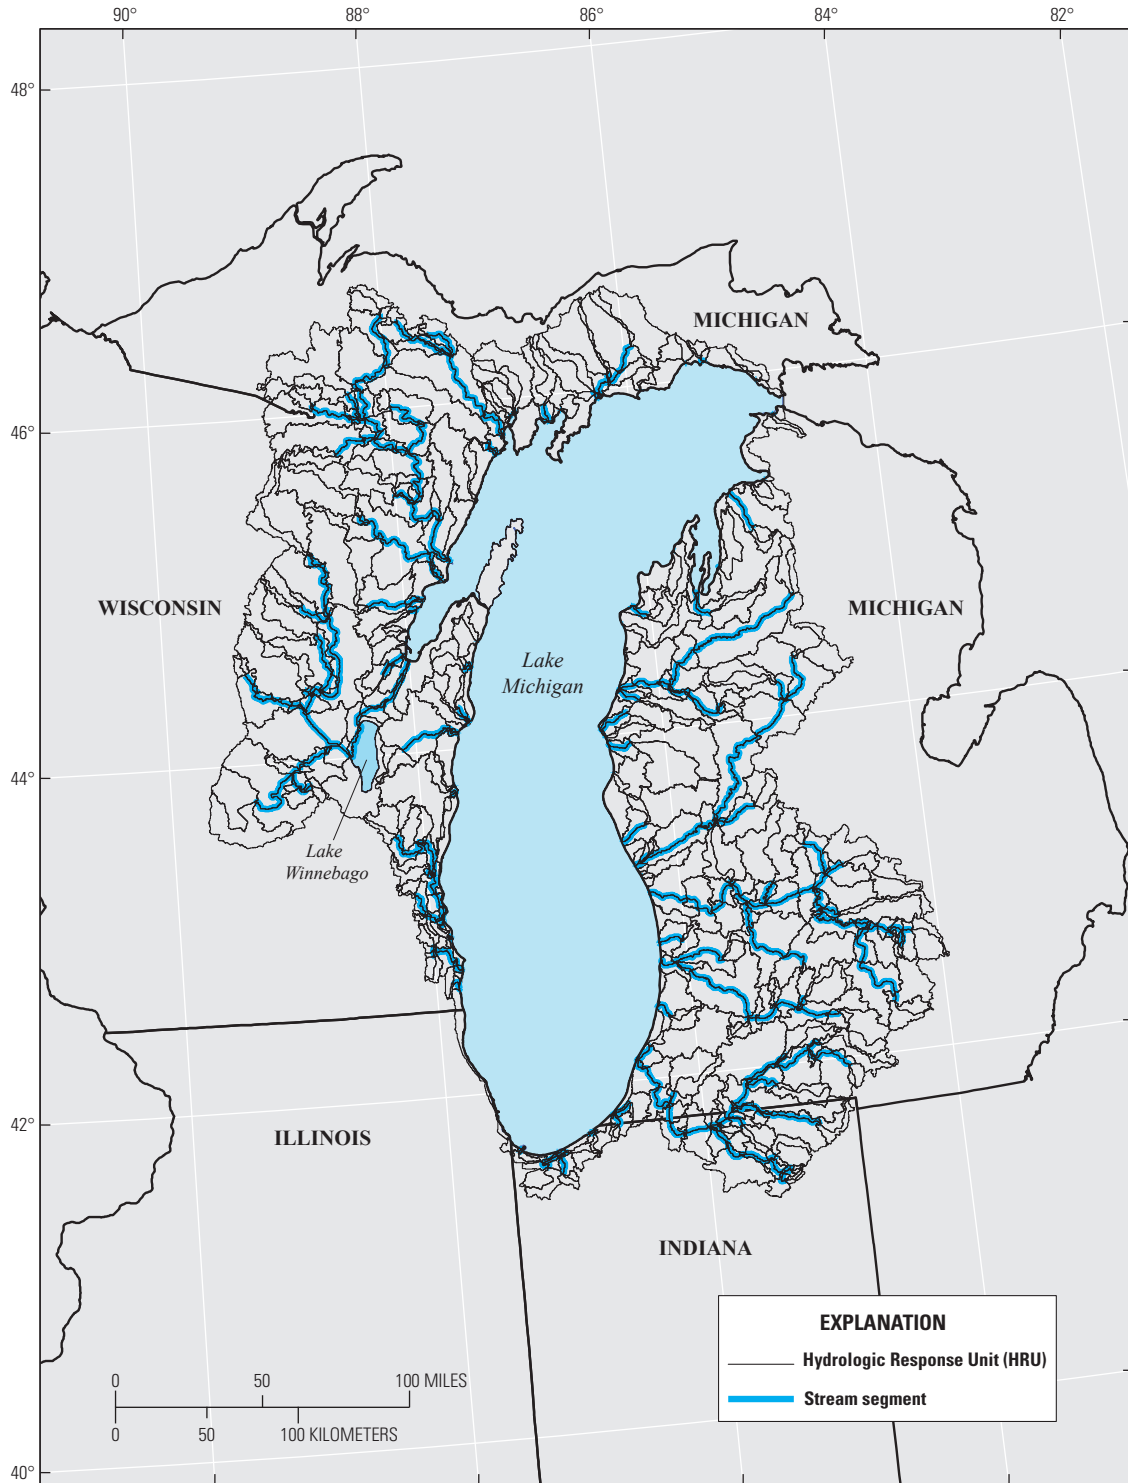 90°
88°
86°
84°
82°
48°
46°
44°
42°
40°
MICHIGAN
WISCONSIN
MICHIGAN
Lake
Michigan
Lake
Winnebago
ILLINOIS
INDIANA
EXPLANATION
Hydrologic Response Unit (HRU)
Stream segment
0 50 100 MILES
0 50 100 KILOMETERS